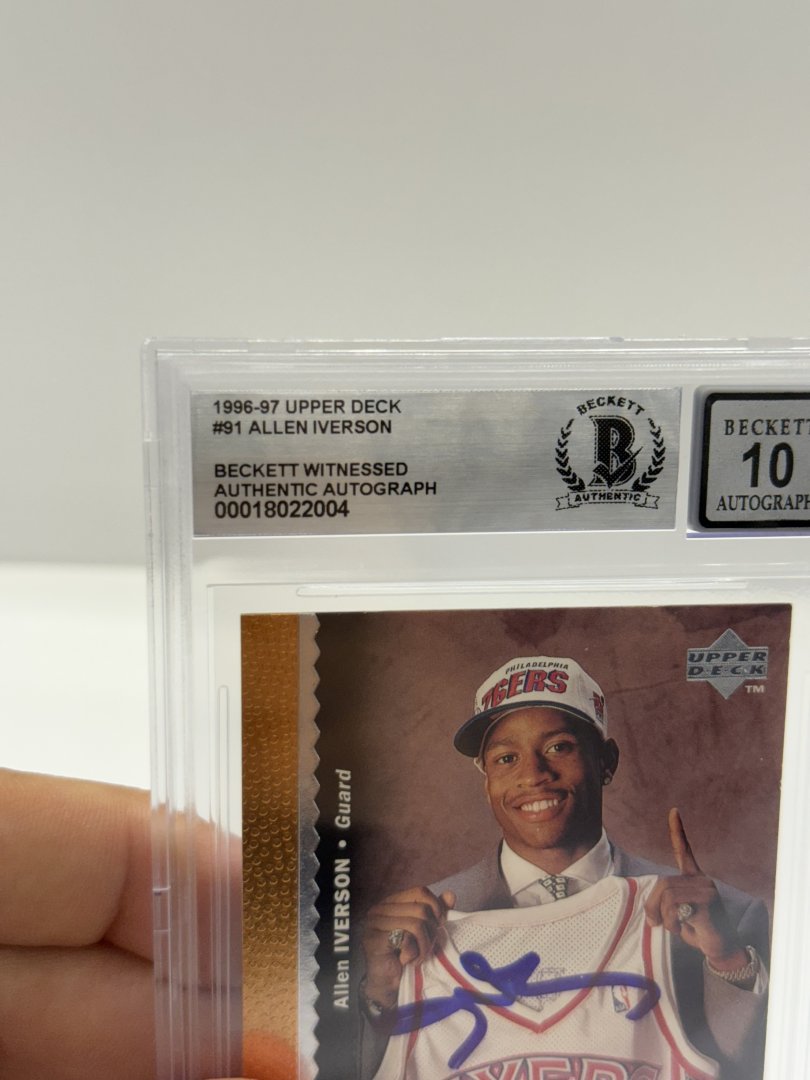 1996-97 UPPER DECK
#91 ALLEN IVERSON
BECKETT WITNESSED
AUTHENTIC AUTOGRAPH
00018022004
BECKETT
B
AUTHENTIC
BECKETT
10
AUTOGRAPH
UPPER
DECK
TM
PHILADELPHIA
76ERS
Allen IVERSON • Guard